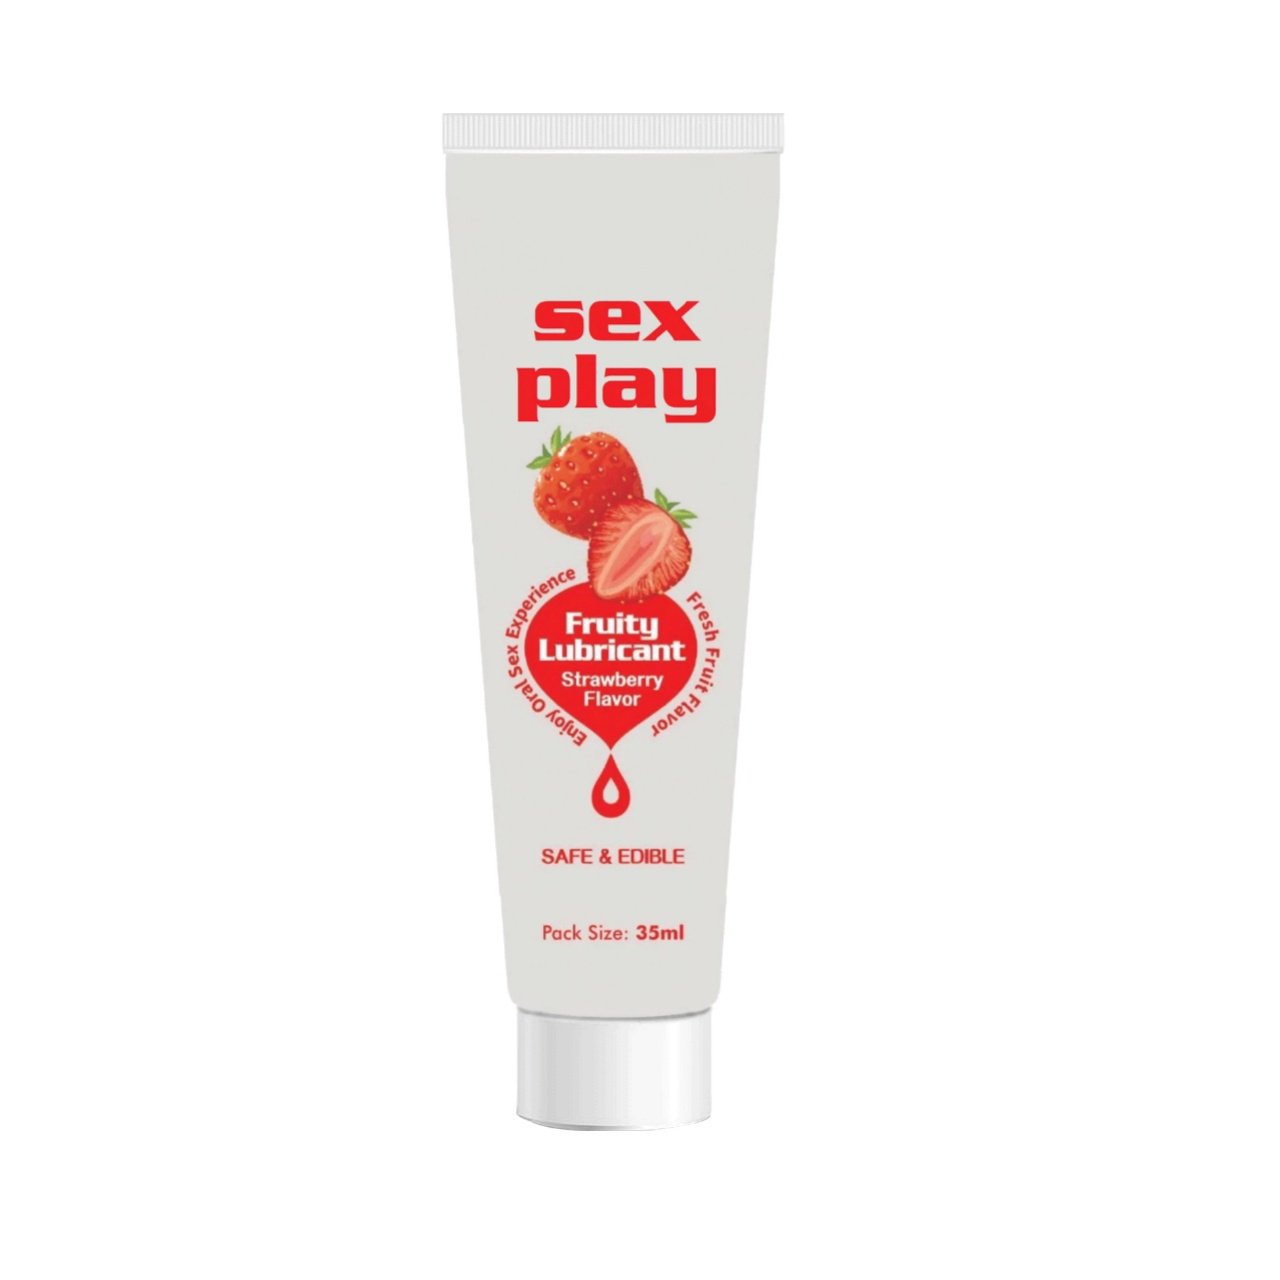 sex
play
Enjoy Oral Sex Experience
Fresh Fruit Flavor
Fruity
Lubricant
Strawberry
Flavor
SAFE & EDIBLE
Pack Size: 35ml